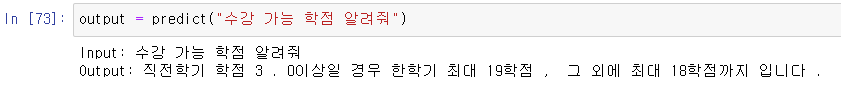 In [73]: output = predict("수강 가능 학점 알려줘")
Input: 수강 가능 학점 알려줘
Output: 직전학기 학점 3 . 0이상일 경우 한학기 최대 19학점 , 그 외에 최대 18학점까지 입니다 .